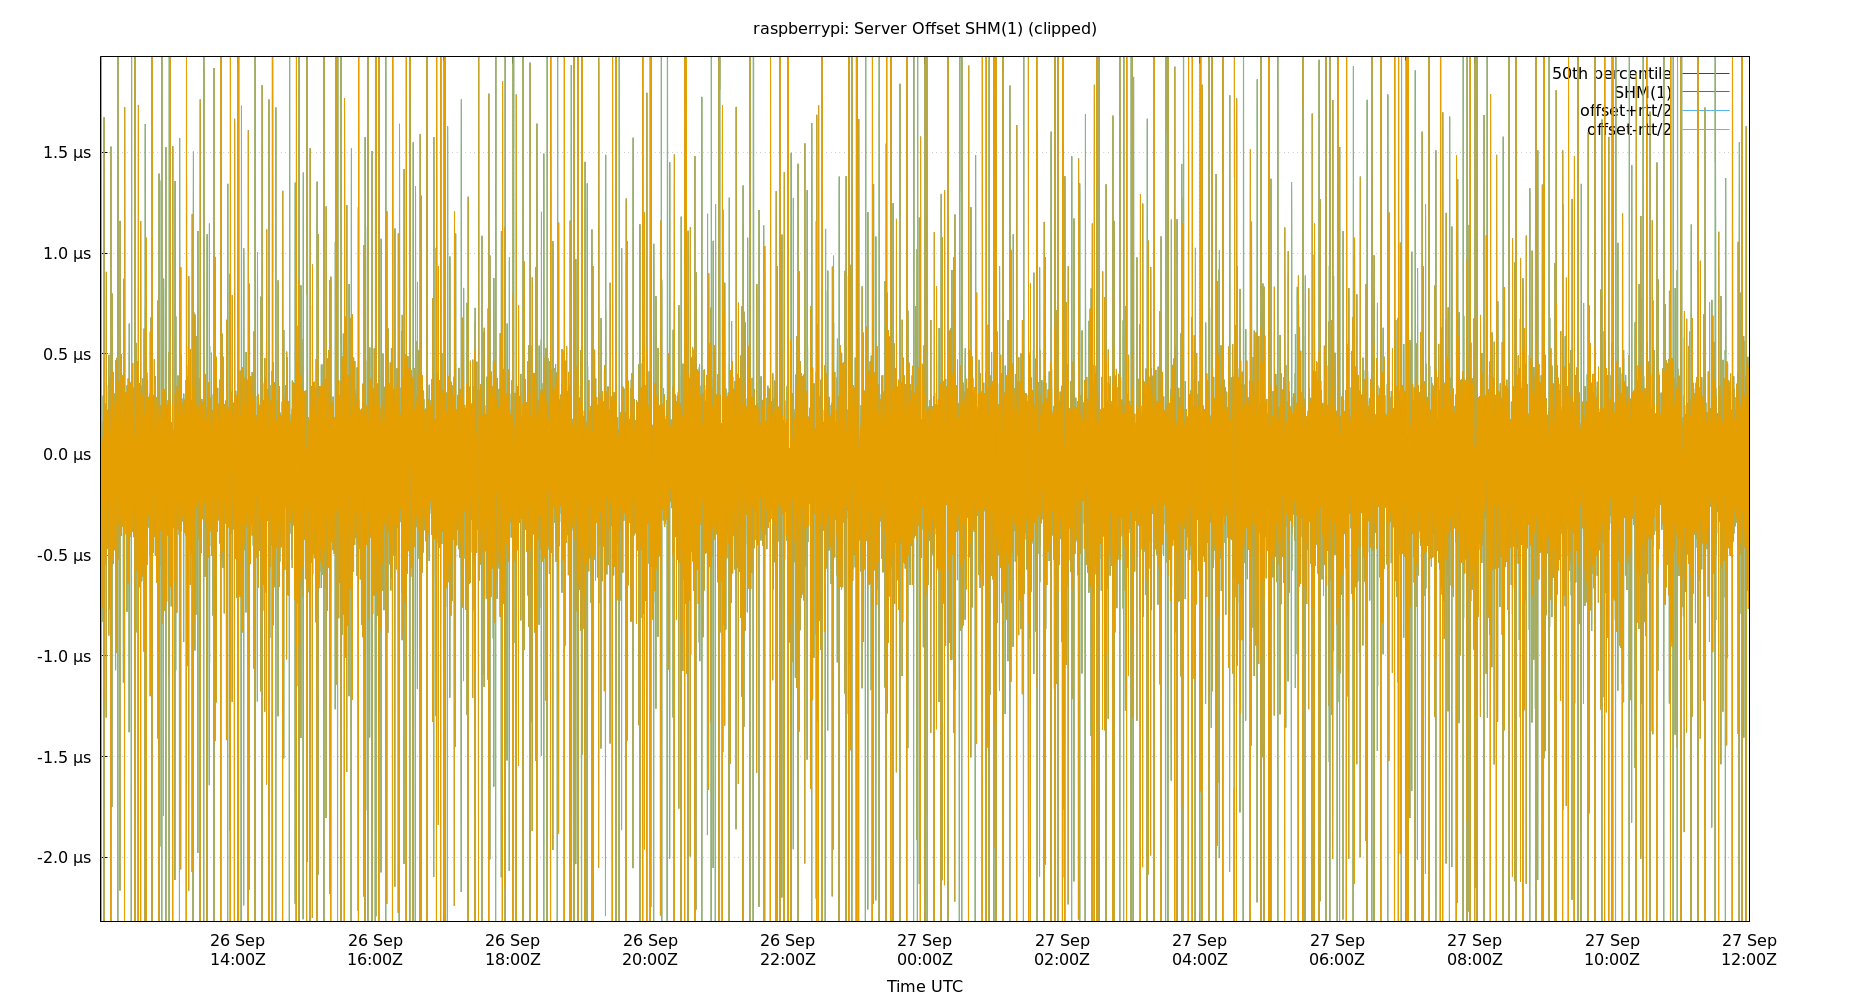 raspberrypi: Server Offset SHM(1) (clipped)
50th percentile
SHM(1)
offset+rtt/2
offset-rtt/2
1.5 µs
1.0 µs
0.5 µs
0.0 µs
-0.5 µs
-1.0 µs
-1.5 µs
-2.0 µs
26 Sep 26 Sep 26 Sep 26 Sep 26 Sep 27 Sep 27 Sep 27 Sep 27 Sep 27 Sep 27 Sep 27 Sep
14:00Z 16:00Z 18:00Z 20:00Z 22:00Z 00:00Z 02:00Z 04:00Z 06:00Z 08:00Z 10:00Z 12:00Z
Time UTC